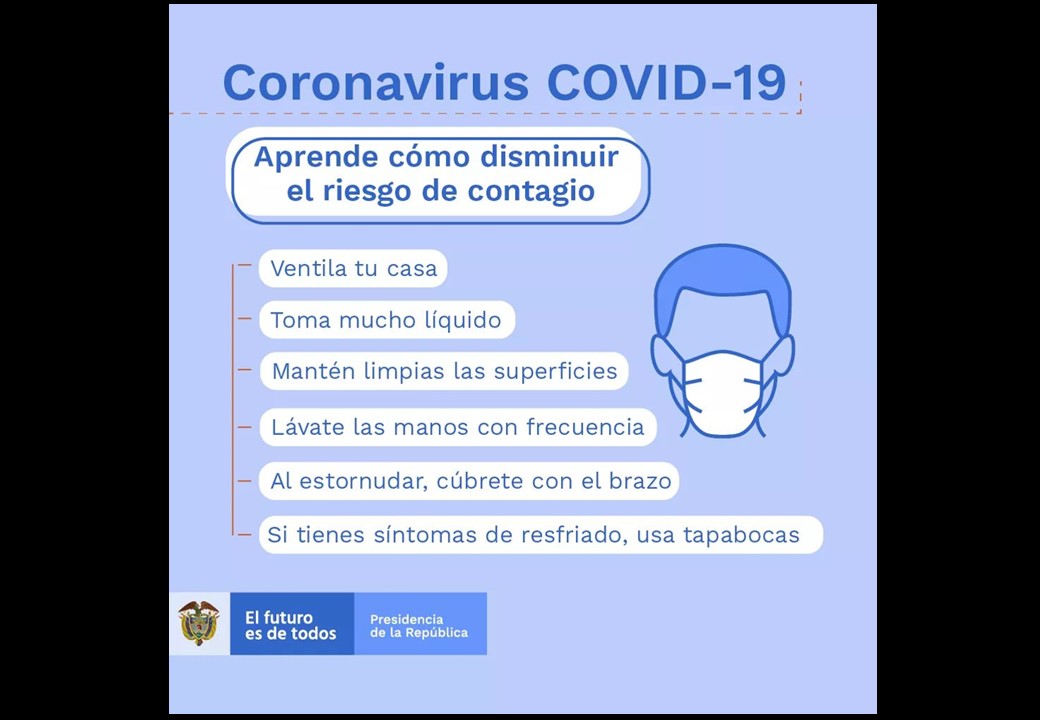 Coronavirus COVID-19
Aprende cómo disminuir
el riesgo de contagio
Ventila tu casa
Toma mucho líquido
Mantén limpias las superficies
Lávate las manos con frecuencia
Al estornudar, cúbrete con el brazo
Si tienes síntomas de resfriado, usa tapabocas
El futuro
es de todos
Presidencia
de la República